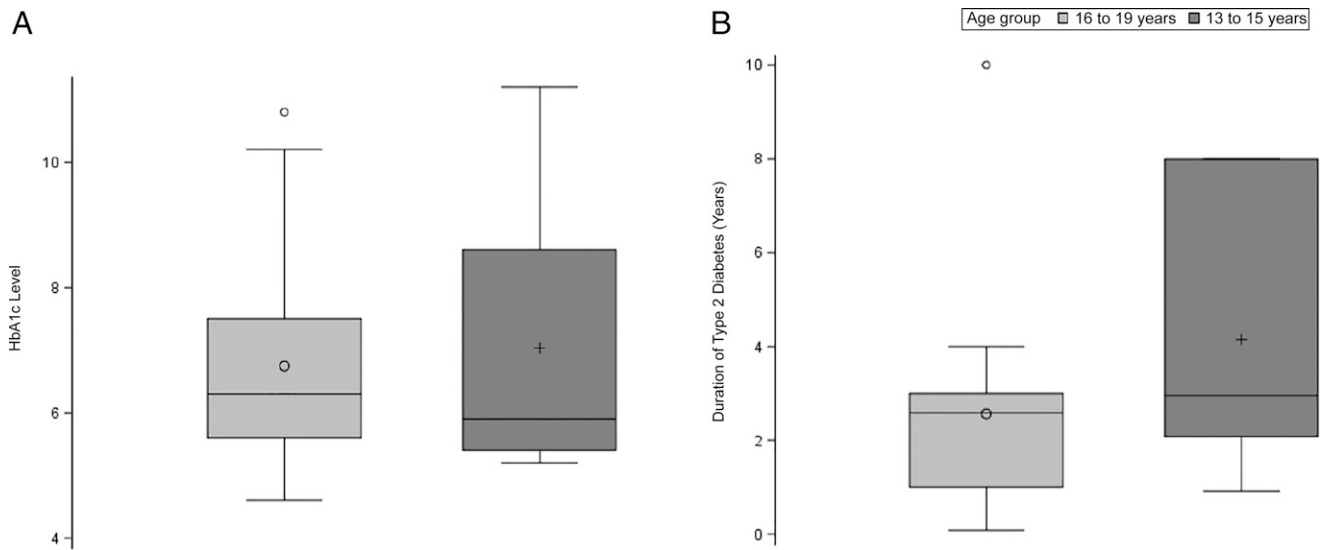 A
HbA1c Level
10
8
6
4
B
Age group 16 to 19 years 13 to 15 years
Duration of Type 2 Diabetes (Years)
10
8
6
4
2
0